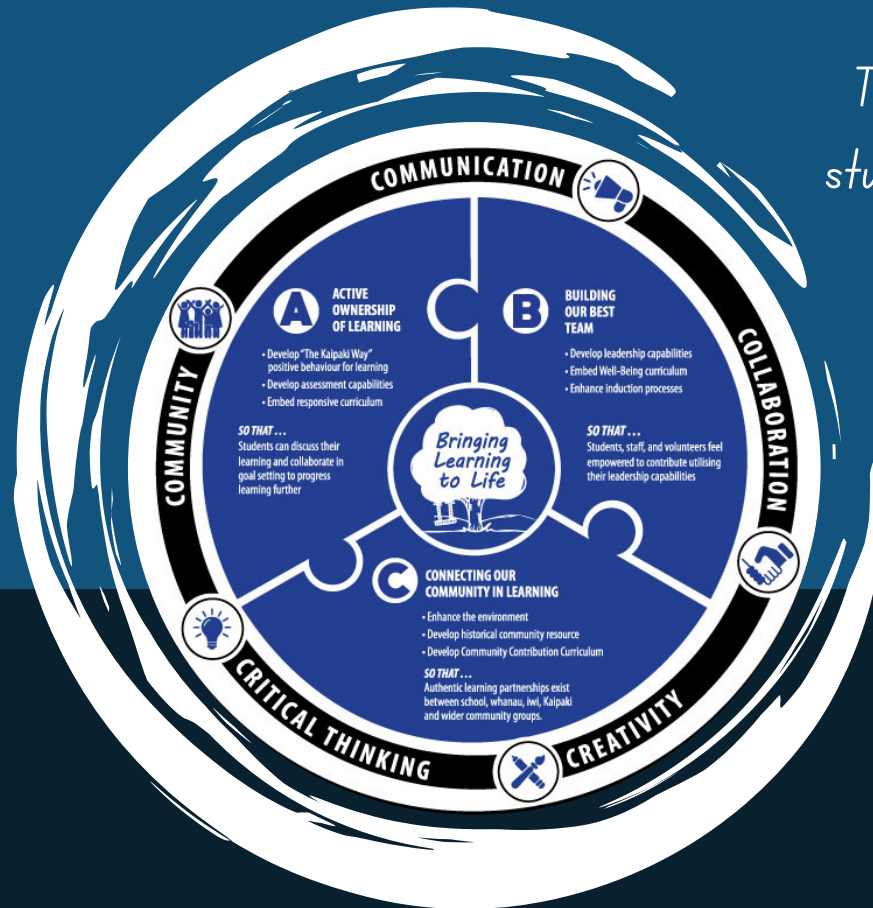 COMMUNICATION
COLLABORATION
CREATIVITY
CRITICAL THINKING
COMMUNITY
A
ACTIVE
OWNERSHIP
OF LEARNING
• Develop "The Kaipaki Way"
positive behaviour for learning
• Develop assessment capabilities
• Embed responsive curriculum
SO THAT ...
Students can discuss their
learning and collaborate in
goal setting to progress
learning further
B
BUILDING
OUR BEST
TEAM
• Develop leadership capabilities
• Embed Well-Being curriculum
• Enhance induction processes
SO THAT ...
Students, staff, and volunteers feel
empowered to contribute utilising
their leadership capabilities
Bringing
Learning
to Life
C
CONNECTING OUR
COMMUNITY IN LEARNING
• Enhance the environment
• Develop historical community resource
• Develop Community Contribution Curriculum
SO THAT ...
Authentic learning partnerships exist
between school, whanau, iwi, Kaipaki
and wider community groups.
T
stu